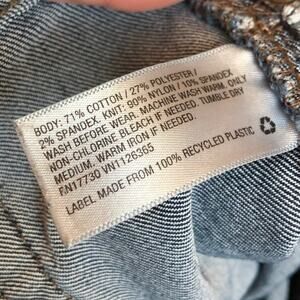 BODY: 71% COTTON / 27% POLYESTER/
2% SPANDEX. KNIT: 90% NYLON / 10% SPANDEX
WASH BEFORE WEAR. MACHINE WASH WARM. ONLY
NON-CHLORINE BLEACH IF NEEDED. TUMBLE DRY
MEDIUM. WARM IRON IF NEEDED.
RN17730 VN1126365
LABEL MADE FROM 100% RECYCLED PLASTIC